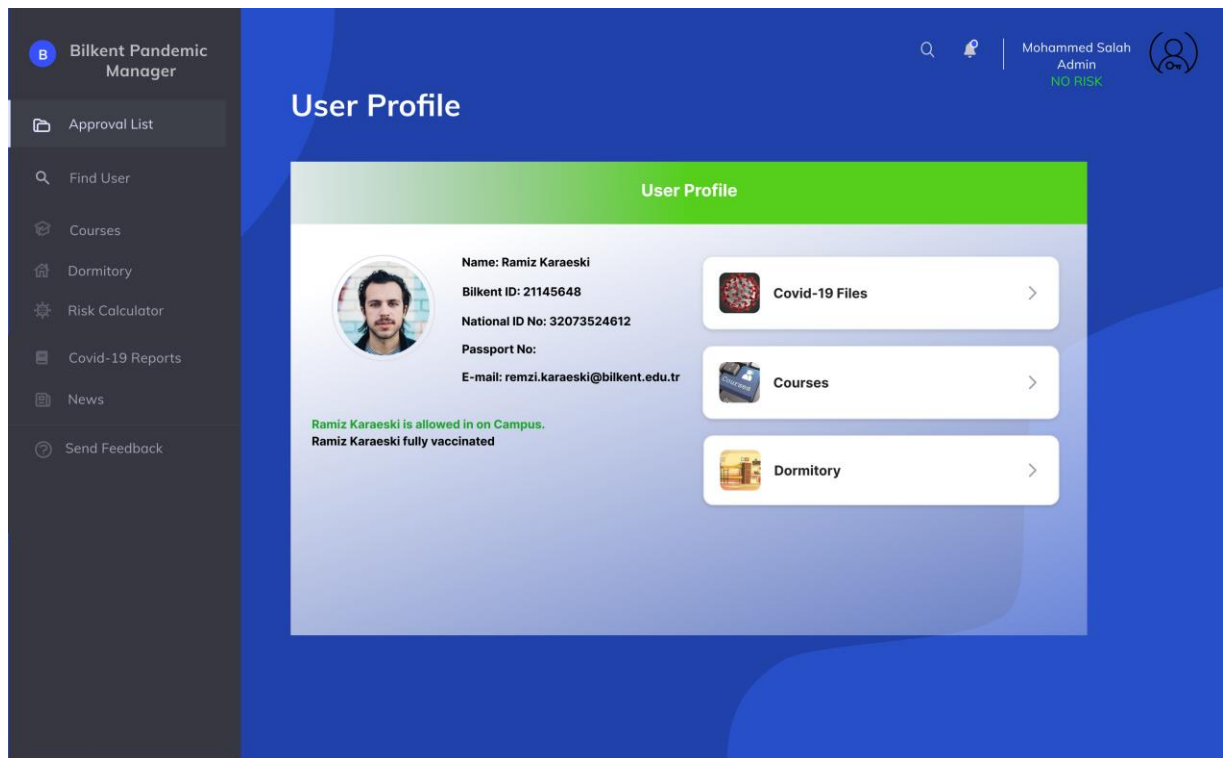 B
Bilkent Pandemic
Manager
Approval List
Find User
Courses
Dormitory
Risk Calculator
Covid-19 Reports
News
Send Feedback
Mohammed Salah
Admin
NO RISK
User Profile
User Profile
Name: Ramiz Karaeski
Bilkent ID: 21145648
National ID No: 32073524612
Passport No:
E-mail: remzi.karaeski@bilkent.edu.tr
Ramiz Karaeski is allowed in on Campus.
Ramiz Karaeski fully vaccinated
Covid-19 Files
Courses
Courses
Dormitory